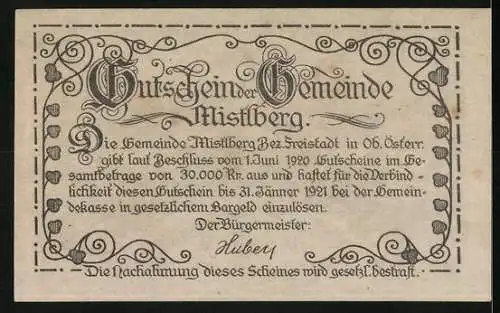 Gutschein der Gemeinde
Mistlberg.
Die Gemeinde Mistlberg Bez. Freistadt in Ob. Österr.
gibt laut Beschluss vom 1. Juni 1920 Gutscheine im Ge-
samtbetrage von 30.000 Kr. aus und haftet für die Verbind-
lichkeit diesen Gutschein bis 31. Jänner 1921 bei der Gemein-
dekasse in gesetzlichem Bargeld einzulösen.
Der Bürgermeister:
Huber
Die Nachahmung dieses Scheines wird gesetzl. bestraft.